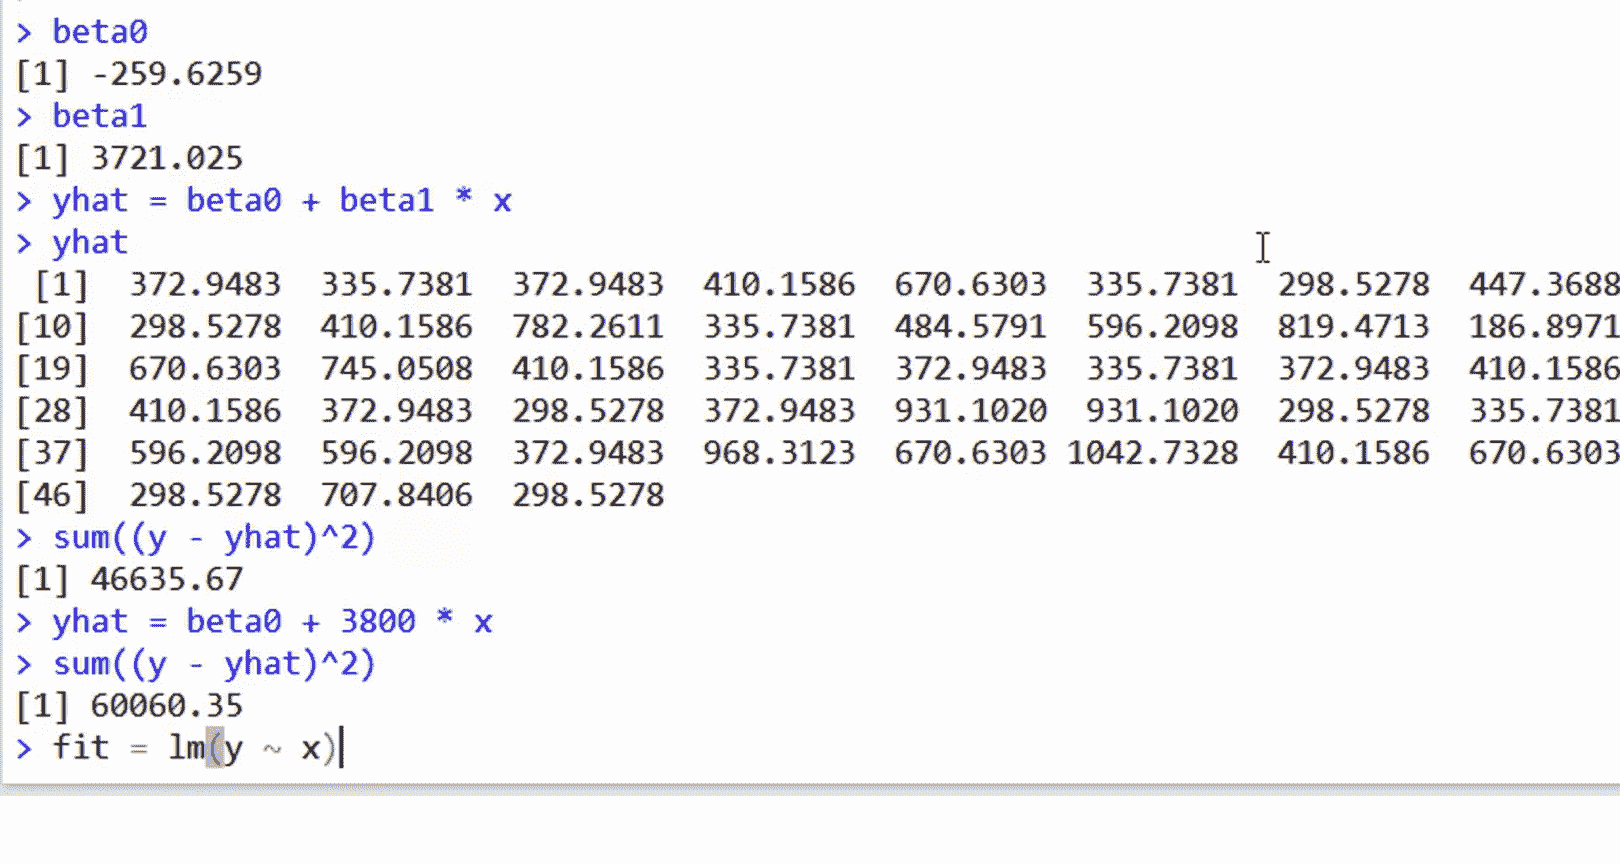 > beta0
[1] -259.6259
> beta1
[1] 3721.025
> yhat = beta0 + beta1 * x
> yhat
[1] 372.9483 335.7381 372.9483 410.1586 670.6303 335.7381 298.5278 447.3688
[10] 298.5278 410.1586 782.2611 335.7381 484.5791 596.2098 819.4713 186.8971
[19] 670.6303 745.0508 410.1586 335.7381 372.9483 335.7381 372.9483 410.1586
[28] 410.1586 372.9483 298.5278 372.9483 931.1020 931.1020 298.5278 335.7381
[37] 596.2098 596.2098 372.9483 968.3123 670.6303 1042.7328 410.1586 670.6303
[46] 298.5278 707.8406 298.5278
> sum((y - yhat)^2)
[1] 46635.67
> yhat = beta0 + 3800 * x
> sum((y - yhat)^2)
[1] 60060.35
> fit = lm(y ~ x)